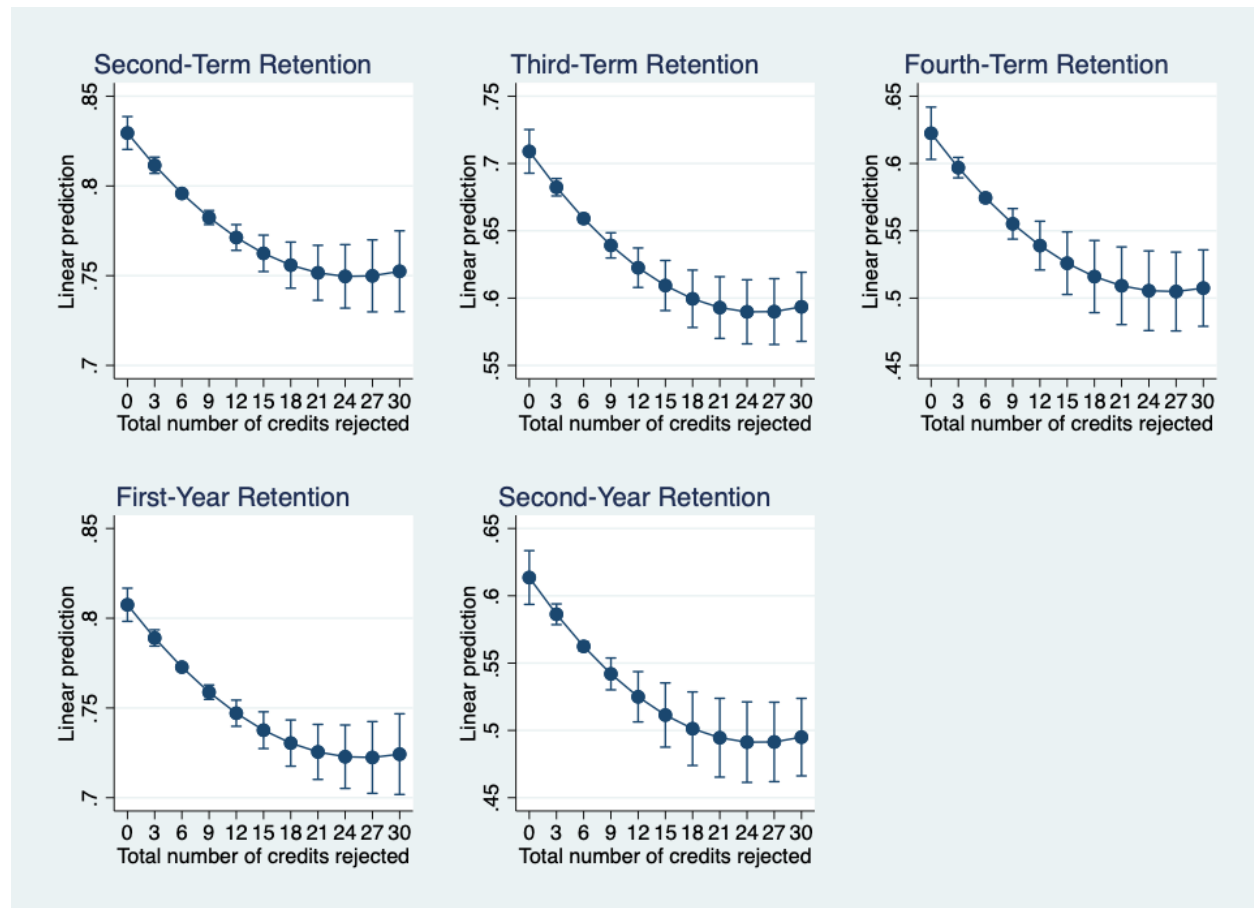 Second-Term Retention
.85
.8
.75
.7
Linear prediction
0 3 6 9 12 15 18 21 24 27 30
Total number of credits rejected
Third-Term Retention
.75
.7
.65
.6
.55
Linear prediction
0 3 6 9 12 15 18 21 24 27 30
Total number of credits rejected
Fourth-Term Retention
.65
.6
.55
.5
.45
Linear prediction
0 3 6 9 12 15 18 21 24 27 30
Total number of credits rejected
First-Year Retention
.85
.8
.75
.7
Linear prediction
0 3 6 9 12 15 18 21 24 27 30
Total number of credits rejected
Second-Year Retention
.65
.6
.55
.5
.45
Linear prediction
0 3 6 9 12 15 18 21 24 27 30
Total number of credits rejected